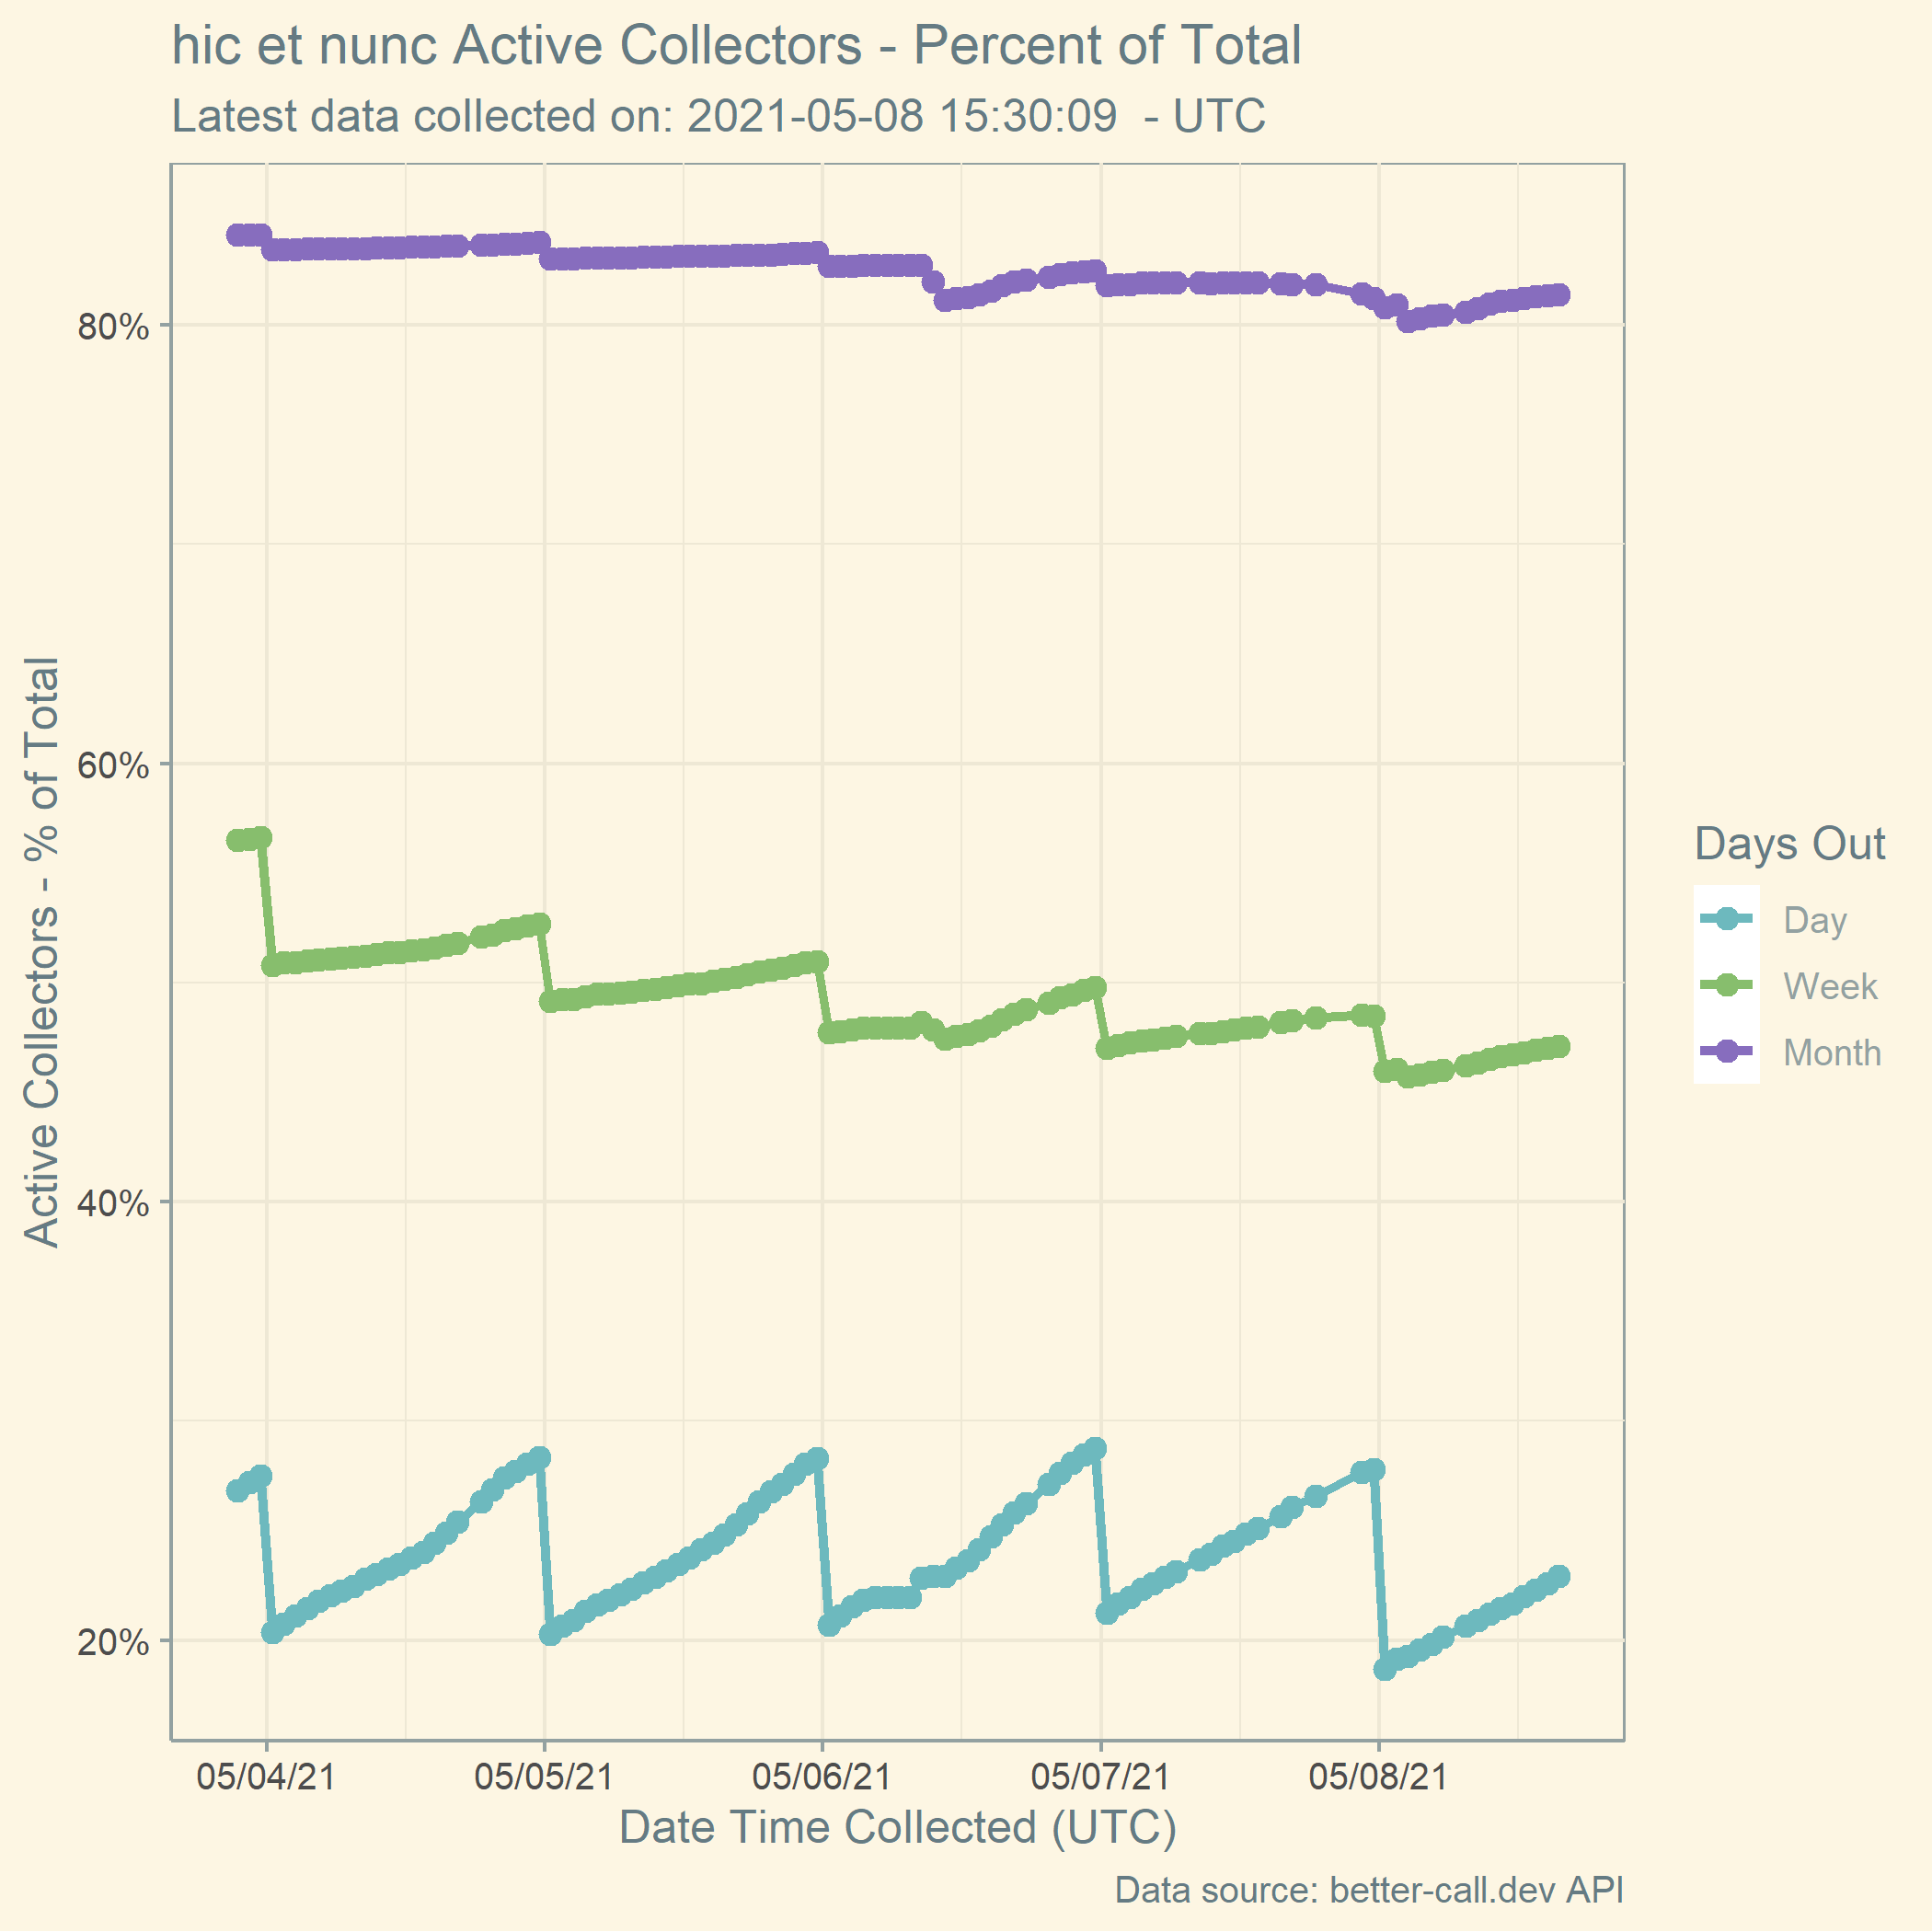 hic et nunc Active Collectors - Percent of Total
Latest data collected on: 2021-05-08 15:30:09  - UTC
Active Collectors - % of Total
80%
60%
40%
20%
05/04/21
05/05/21
05/06/21
05/07/21
05/08/21
Date Time Collected (UTC)
Days Out
Day
Week
Month
Data source: better-call.dev API